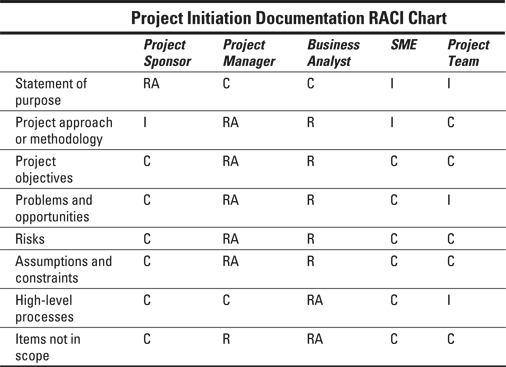 Project Initiation Documentation RACI Chart
Project Sponsor Project Manager Business Analyst SME Project Team
Statement of purpose RA C C I I
Project approach or methodology I RA R I C
Project objectives C RA R C C
Problems and opportunities C RA R C I
Risks C RA R C C
Assumptions and constraints C RA R C C
High-level processes C C RA C I
Items not in scope C R RA C C